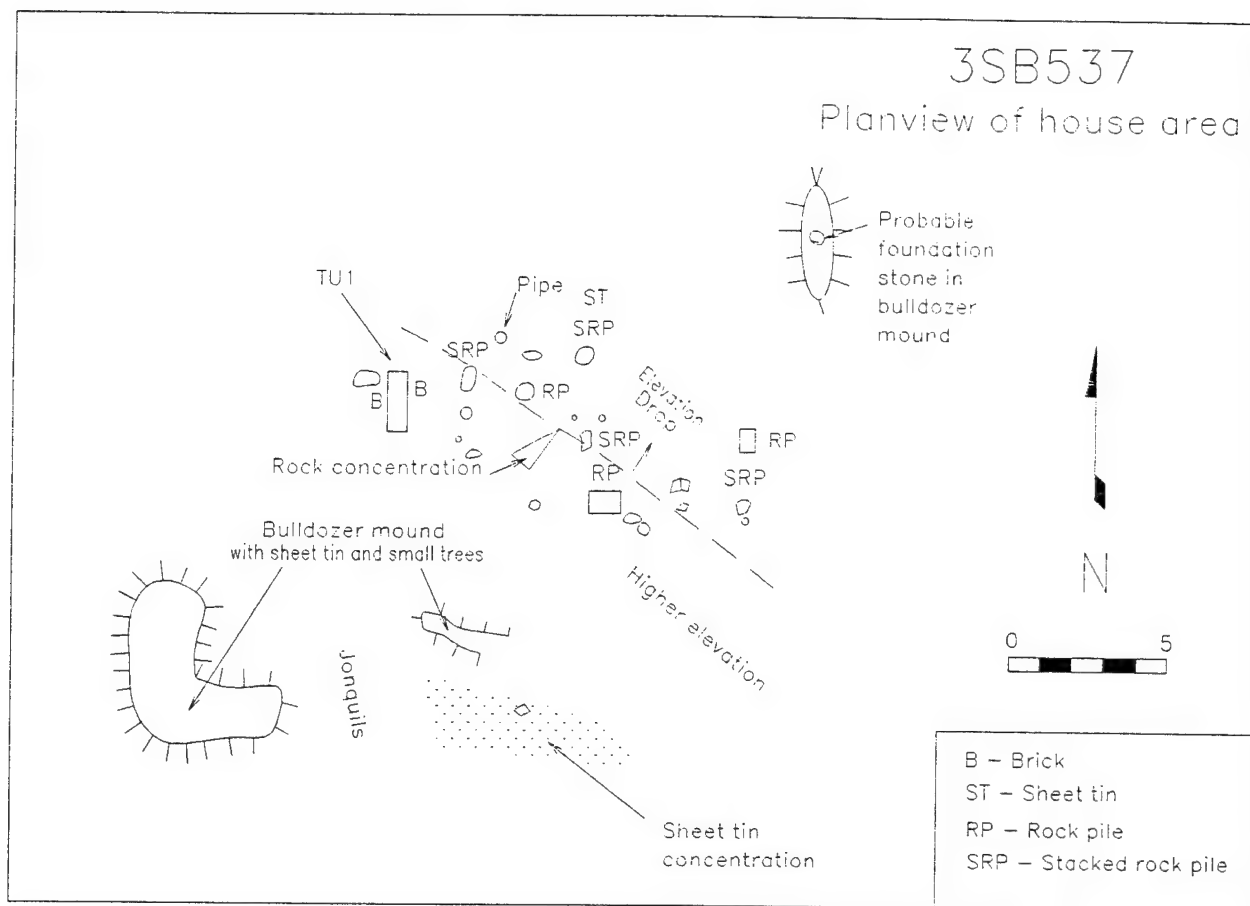 3SB537
Planview of house area
Probable
foundation
stone in
bulldozer
mound
TU1
Pipe
ST
SRP
SRP
B
B
RP
Elevation
Drop
SRP
RP
Rock concentration
RP
SRP
Bulldozer mound
with sheet tin and small trees
Higher elevation
N
Jonquils
0 5
Sheet tin
concentration
B – Brick
ST – Sheet tin
RP – Rock pile
SRP – Stacked rock pile